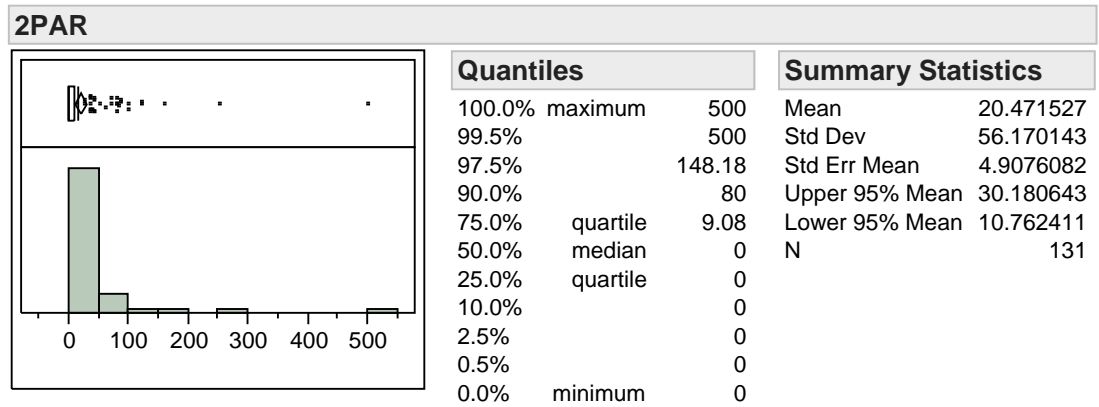 2PAR
0 100 200 300 400 500
Quantiles
100.0% maximum 500
99.5% 500
97.5% 148.18
90.0% 80
75.0% quartile 9.08
50.0% median 0
25.0% quartile 0
10.0% 0
2.5% 0
0.5% 0
0.0% minimum 0
Summary Statistics
Mean 20.471527
Std Dev 56.170143
Std Err Mean 4.9076082
Upper 95% Mean 30.180643
Lower 95% Mean 10.762411
N 131